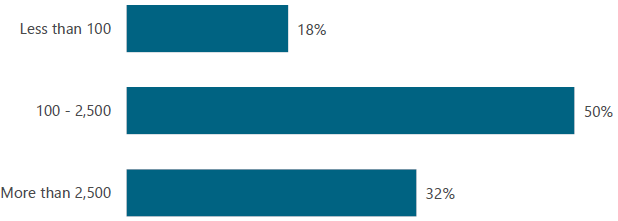 Less than 100
18%
100 - 2,500
50%
More than 2,500
32%